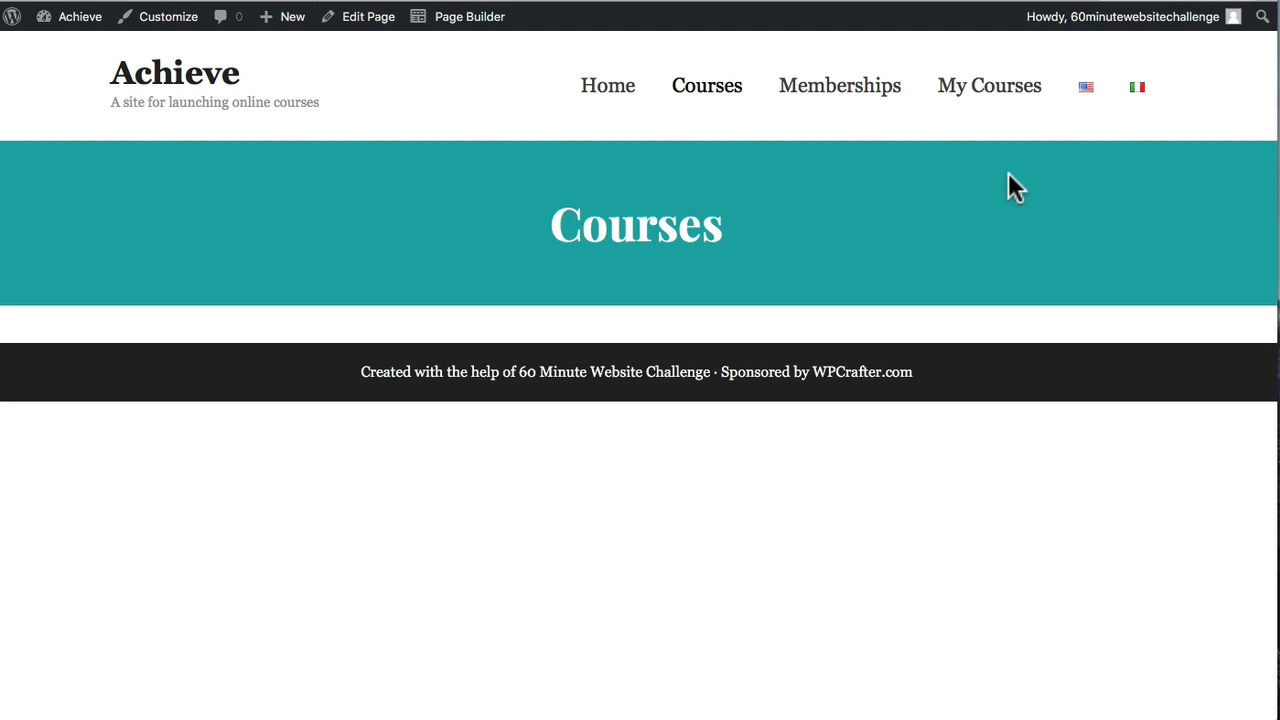 Achieve Customize 0 New Edit Page Page Builder Howdy, 60minutewebsitechallenge
Achieve
A site for launching online courses
Home Courses Memberships My Courses
Courses
Created with the help of 60 Minute Website Challenge · Sponsored by WPCrafter.com